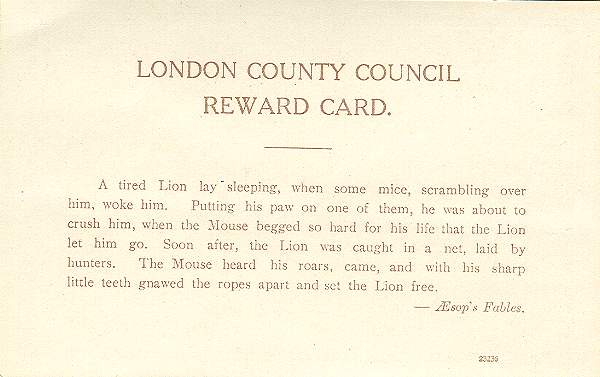 LONDON COUNTY COUNCIL
REWARD CARD.
A tired Lion lay sleeping, when some mice, scrambling over
him, woke him. Putting his paw on one of them, he was about to
crush him, when the Mouse begged so hard for his life that the Lion
let him go. Soon after, the Lion was caught in a net, laid by
hunters. The Mouse heard his roars, came, and with his sharp
little teeth gnawed the ropes apart and set the Lion free.
— Æsop's Fables.